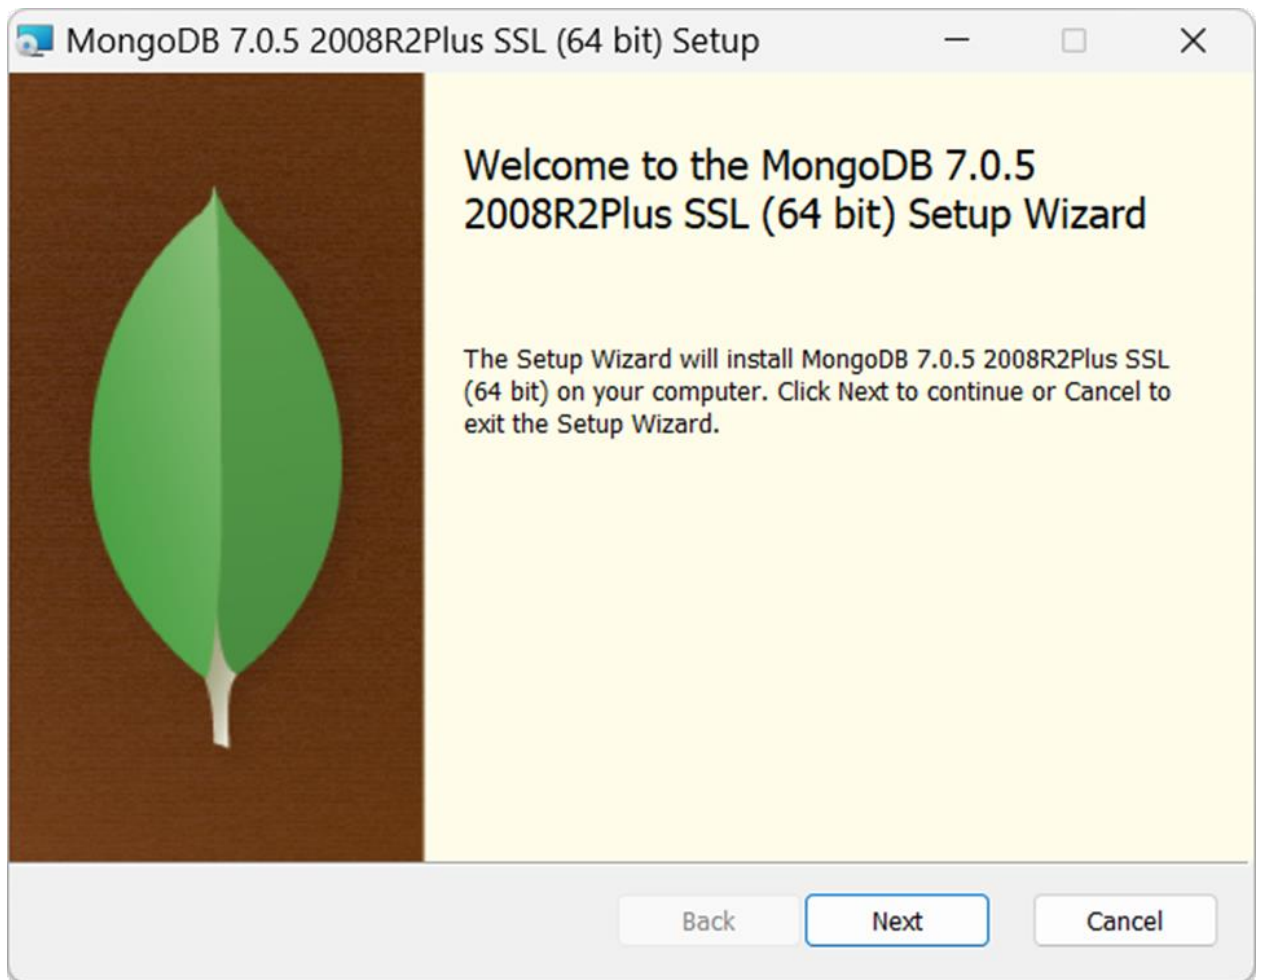 MongoDB 7.0.5 2008R2Plus SSL (64 bit) Setup
Welcome to the MongoDB 7.0.5
2008R2Plus SSL (64 bit) Setup Wizard
The Setup Wizard will install MongoDB 7.0.5 2008R2Plus SSL
(64 bit) on your computer. Click Next to continue or Cancel to
exit the Setup Wizard.
Back
Next
Cancel